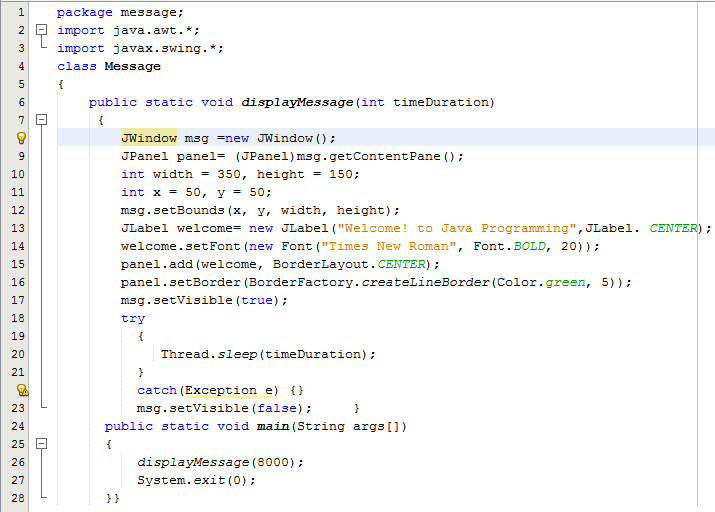 1 package message;
2 import java.awt.*;
3 import javax.swing.*;
4 class Message
5 {
6 public static void displayMessage(int timeDuration)
7 {
JWindow msg =new JWindow();
9 JPanel panel= (JPanel)msg.getContentPane();
10 int width = 350, height = 150;
11 int x = 50, y = 50;
12 msg.setBounds(x, y, width, height);
13 JLabel welcome= new JLabel("Welcome! to Java Programming",JLabel. CENTER);
14 welcome.setFont(new Font("Times New Roman", Font.BOLD, 20));
15 panel.add(welcome, BorderLayout.CENTER);
16 panel.setBorder(BorderFactory.createLineBorder(Color.green, 5));
17 msg.setVisible(true);
18 try
19 {
20 Thread.sleep(timeDuration);
21 }
catch(Exception e) {}
23 msg.setVisible(false); }
24 public static void main(String args[])
25 {
26 displayMessage(8000);
27 System.exit(0);
28 }}